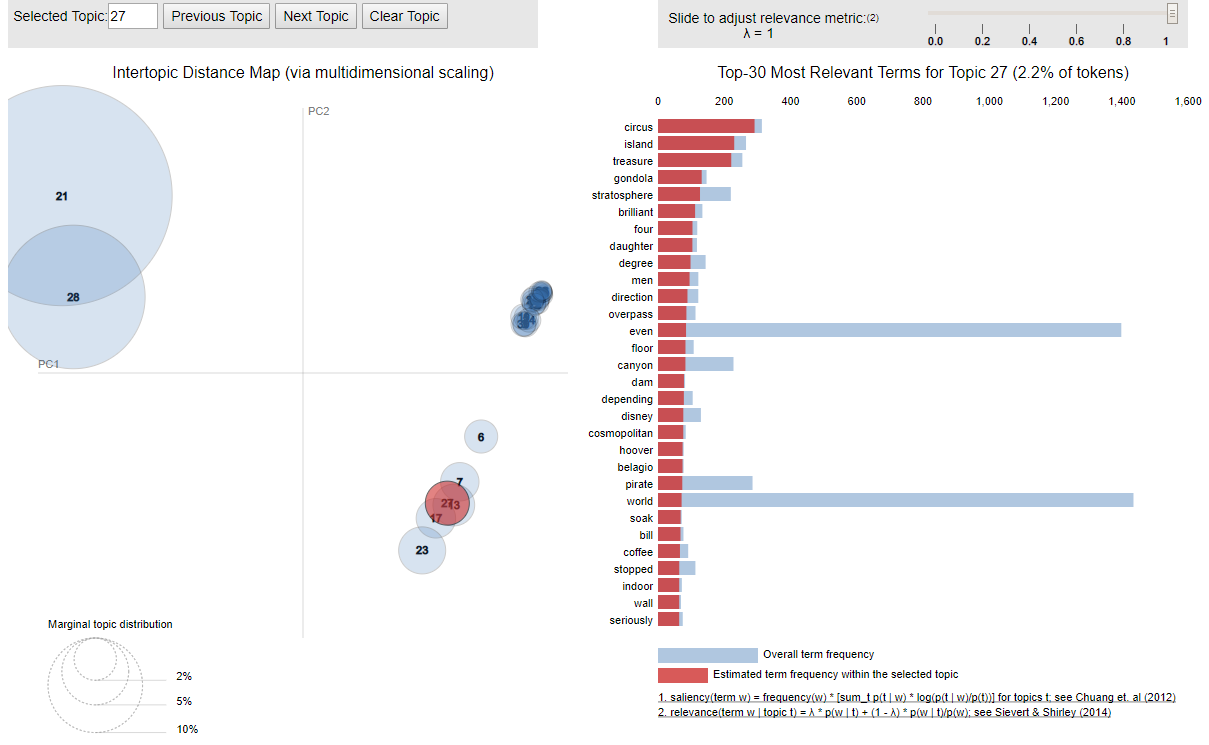 Selected Topic: 27 Previous Topic Next Topic Clear Topic
Slide to adjust relevance metric:(2)
λ = 1
0.0 0.2 0.4 0.6 0.8 1
Intertopic Distance Map (via multidimensional scaling)
PC2
PC1
21
28
6
7
27
13
17
23
Marginal topic distribution
2%
5%
10%
Top-30 Most Relevant Terms for Topic 27 (2.2% of tokens)
0 200 400 600 800 1,000 1,200 1,400 1,600
circus
island
treasure
gondola
stratosphere
brilliant
four
daughter
degree
men
direction
overpass
even
floor
canyon
dam
depending
disney
cosmopolitan
hoover
belagio
pirate
world
soak
bill
coffee
stopped
indoor
wall
seriously
Overall term frequency
Estimated term frequency within the selected topic
1. saliency(term w) = frequency(w) * [sum_t p(t | w) * log(p(t | w)/p(t))] for topics t; see Chuang et. al (2012)
2. relevance(term w | topic t) = λ * p(w | t) + (1 - λ) * p(w | t)/p(w); see Sievert & Shirley (2014)